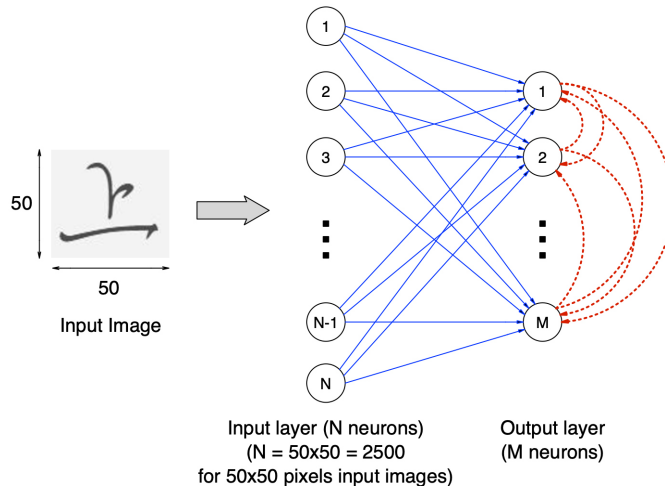 1
2
3
N-1
N
1
2
M
50
50
Input Image
Input layer (N neurons)
(N = 50x50 = 2500
for 50x50 pixels input images)
Output layer
(M neurons)